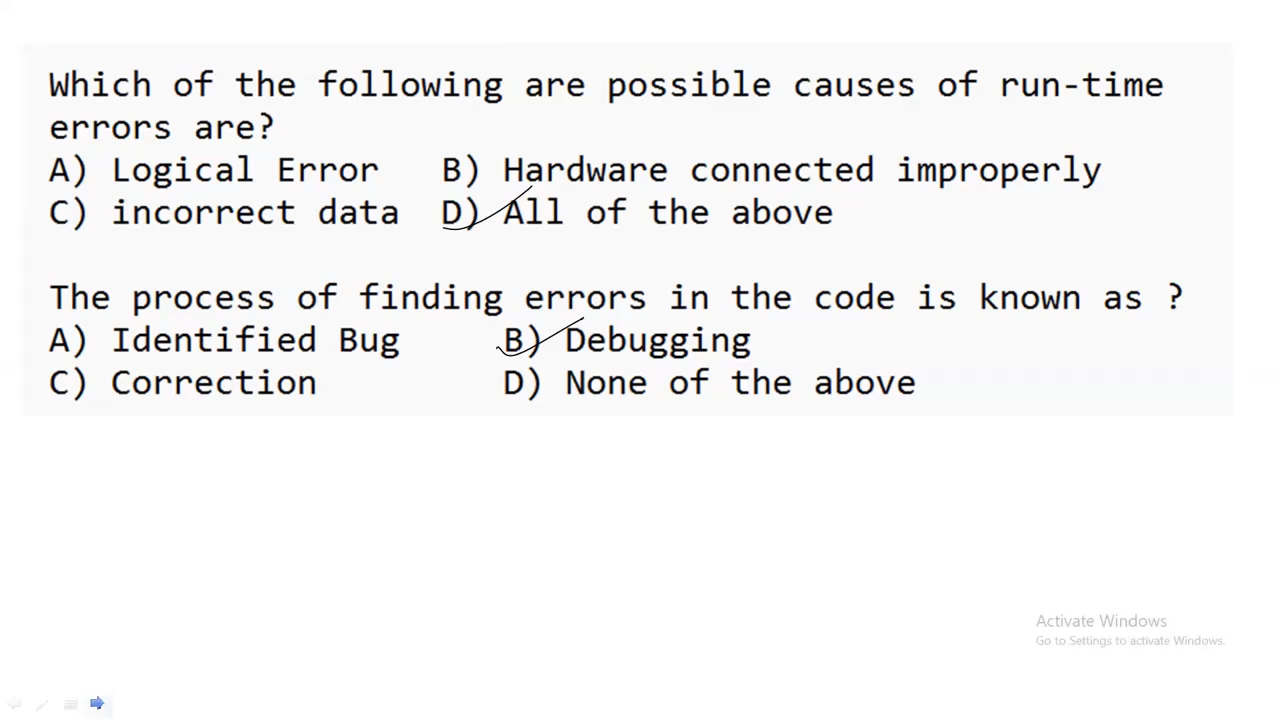 Which of the following are possible causes of run-time
errors are?
A) Logical Error B) Hardware connected improperly
C) incorrect data D) All of the above
The process of finding errors in the code is known as ?
A) Identified Bug B) Debugging
C) Correction D) None of the above
Activate Windows
Go to Settings to activate Windows.